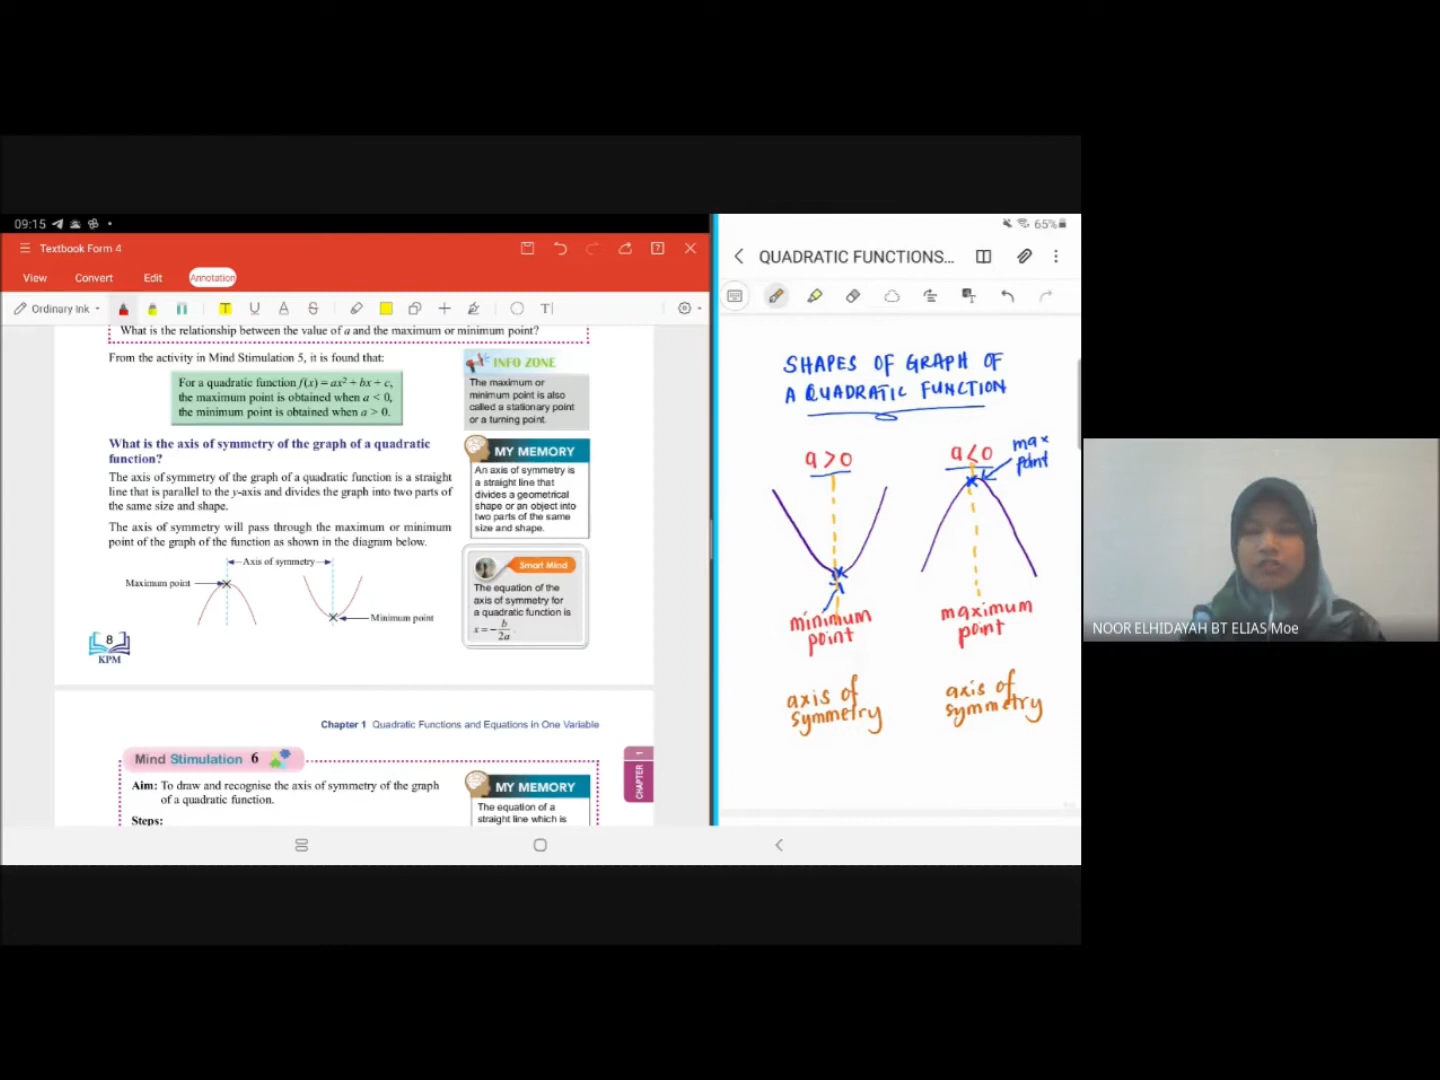 09:15
65%
Textbook Form 4
View Convert Edit Annotation
Ordinary Ink
What is the relationship between the value of a and the maximum or minimum point?
From the activity in Mind Stimulation 5, it is found that:
For a quadratic function f(x) = ax² + bx + c,
the maximum point is obtained when a < 0,
the minimum point is obtained when a > 0.
INFO ZONE
The maximum or
minimum point is also
called a stationary point
or a turning point.
What is the axis of symmetry of the graph of a quadratic
function?
The axis of symmetry of the graph of a quadratic function is a straight
line that is parallel to the y-axis and divides the graph into two parts of
the same size and shape.
The axis of symmetry will pass through the maximum or minimum
point of the graph of the function as shown in the diagram below.
MY MEMORY
An axis of symmetry is
a straight line that
divides a geometrical
shape or an object into
two parts of the same
size and shape.
Axis of symmetry
Maximum point
Minimum point
Smart Mind
The equation of the
axis of symmetry for
a quadratic function is
x = − b/2a .
8
KPM
Chapter 1 Quadratic Functions and Equations in One Variable
Mind Stimulation 6
Aim: To draw and recognise the axis of symmetry of the graph
of a quadratic function.
Steps:
MY MEMORY
The equation of a
straight line which is
CHAPTER 1
QUADRATIC FUNCTIONS...
SHAPES OF GRAPH OF
A QUADRATIC FUNCTION
a > 0
a < 0
max
point
minimum
point
maximum
point
axis of
symmetry
axis of
symmetry
NOOR ELHIDAYAH BT ELIAS Moe